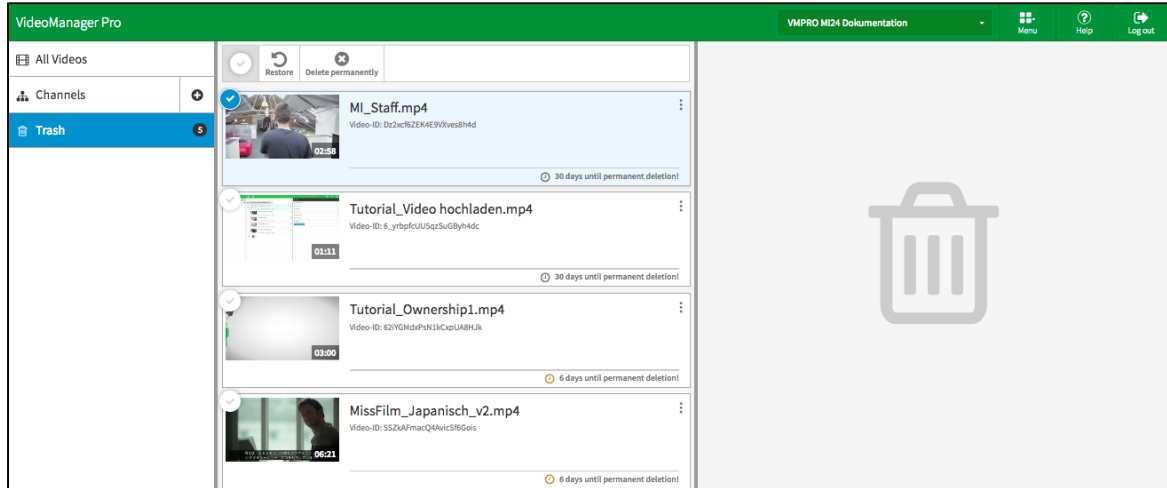 VideoManager Pro
VMPRO MI24 Dokumentation
Menu
Help
Log out
All Videos
Channels
Trash
5
Restore
Delete permanently
MI_Staff.mp4
Video-ID: Dz2xcf6ZEK4E9VXves8h4d
02:58
30 days until permanent deletion!
Tutorial_Video hochladen.mp4
Video-ID: 6_yrbpfcUU5qzSuGByh4dc
01:11
30 days until permanent deletion!
Tutorial_Ownership1.mp4
Video-ID: 62iYGMdxPsN1kCxpUA8HJk
03:00
6 days until permanent deletion!
MissFilm_Japanisch_v2.mp4
Video-ID: 5SZkAFmacQ4AvicSf6Gois
06:21
6 days until permanent deletion!